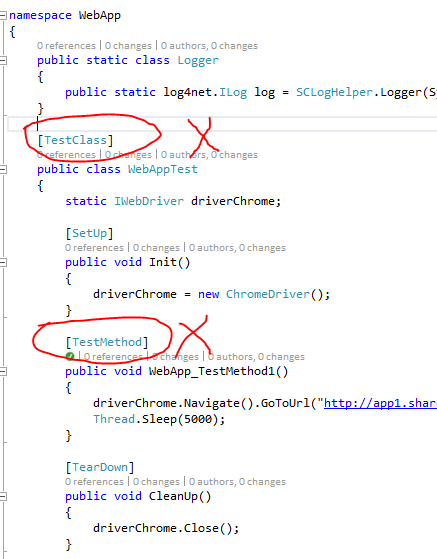 namespace WebApp
{
0 references | 0 changes | 0 authors, 0 changes
public static class Logger
{
public static log4net.ILog log = SCLogHelper.Logger(Sy
}
[TestClass]
0 references | 0 changes | 0 authors, 0 changes
public class WebAppTest
{
static IWebDriver driverChrome;
[SetUp]
0 references | 0 changes | 0 authors, 0 changes
public void Init()
{
driverChrome = new ChromeDriver();
}
[TestMethod]
| 0 references | 0 changes | 0 authors, 0 changes
public void WebApp_TestMethod1()
{
driverChrome.Navigate().GoToUrl("http://app1.shar
Thread.Sleep(5000);
}
[TearDown]
0 references | 0 changes | 0 authors, 0 changes
public void CleanUp()
{
driverChrome.Close();
}